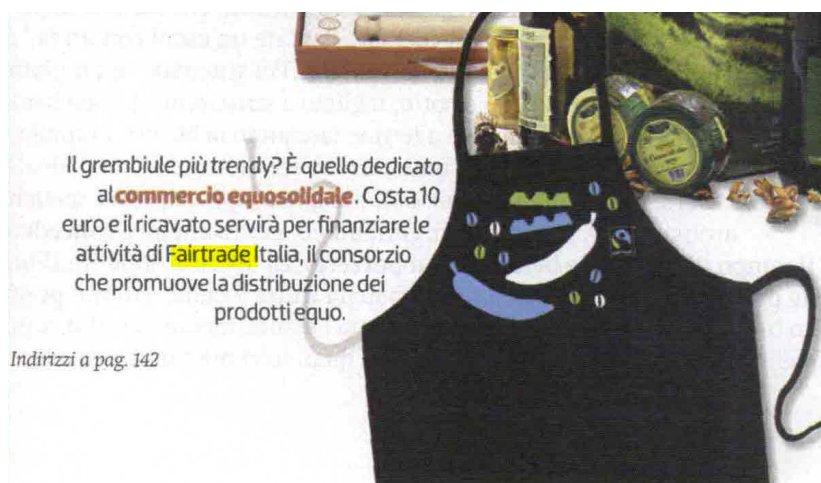 Il grembiule più trendy? È quello dedicato
al commercio equosolidale. Costa 10
euro e il ricavato servirà per finanziare le
attività di Fairtrade Italia, il consorzio
che promuove la distribuzione dei
prodotti equo.
Indirizzi a pag. 142